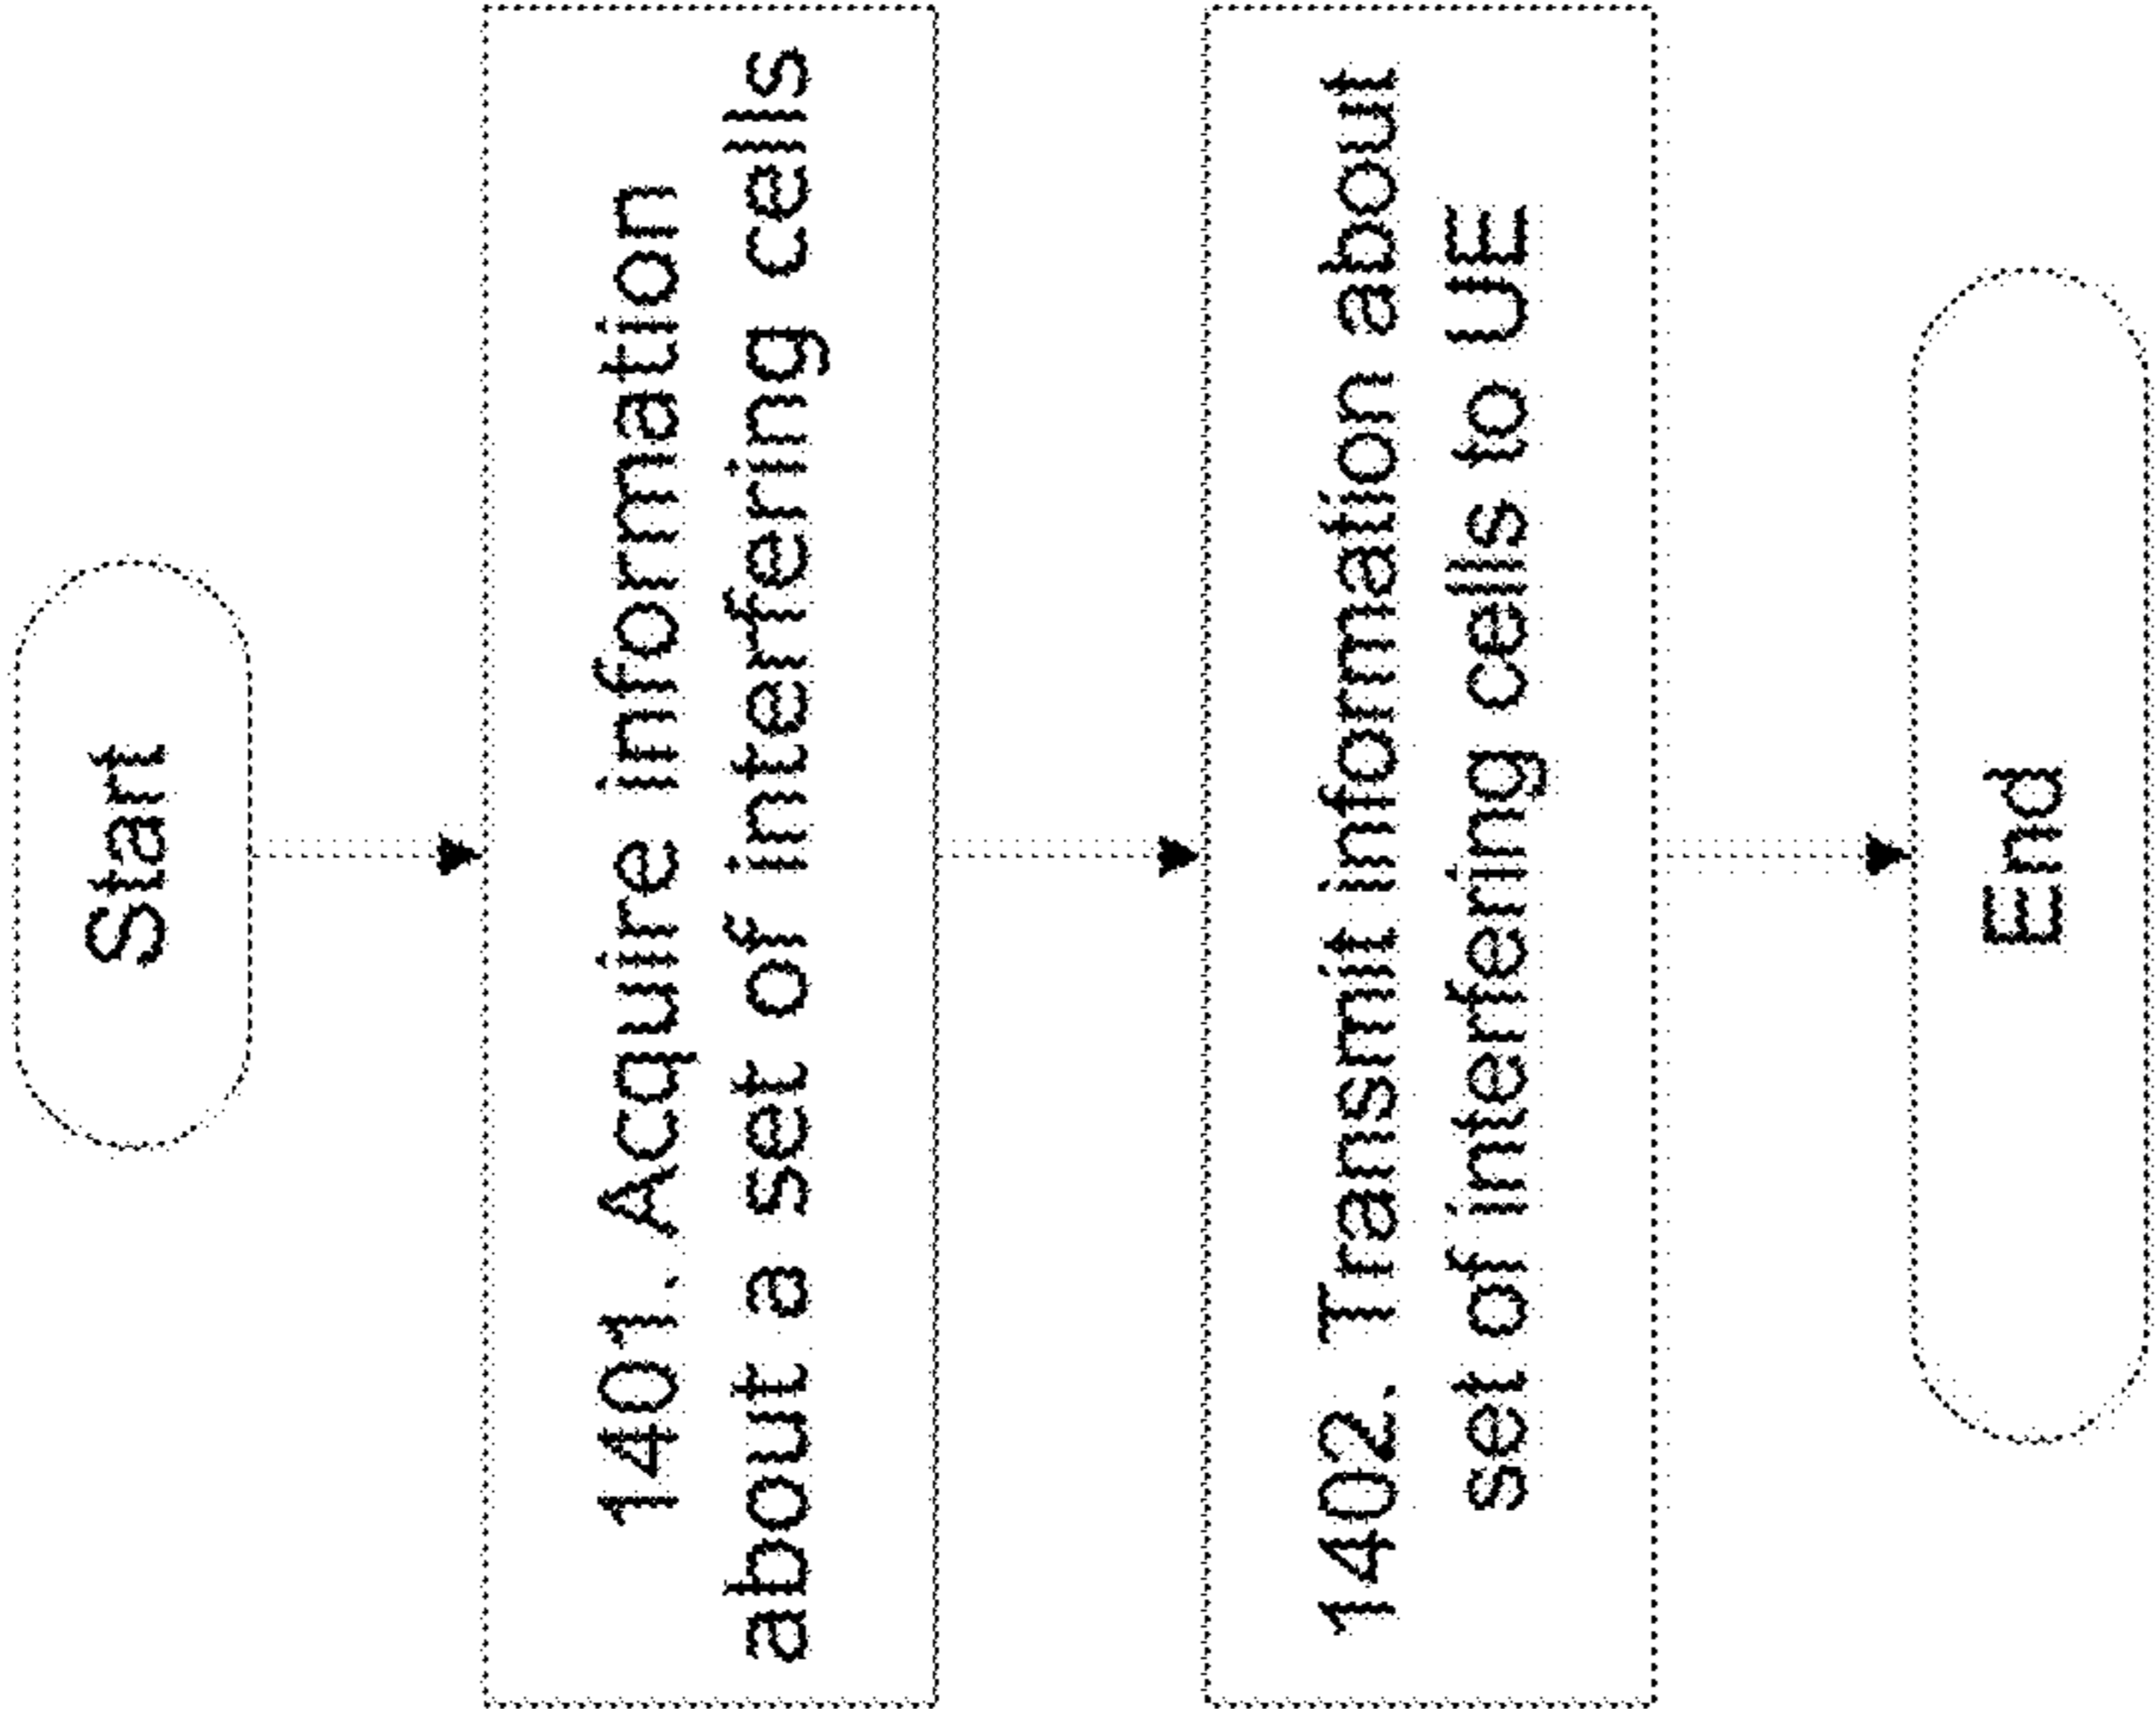 Start
1401. Acquire information
about a set of interfering cells
1402. Transmit information about
set of interfering cells to UE
End